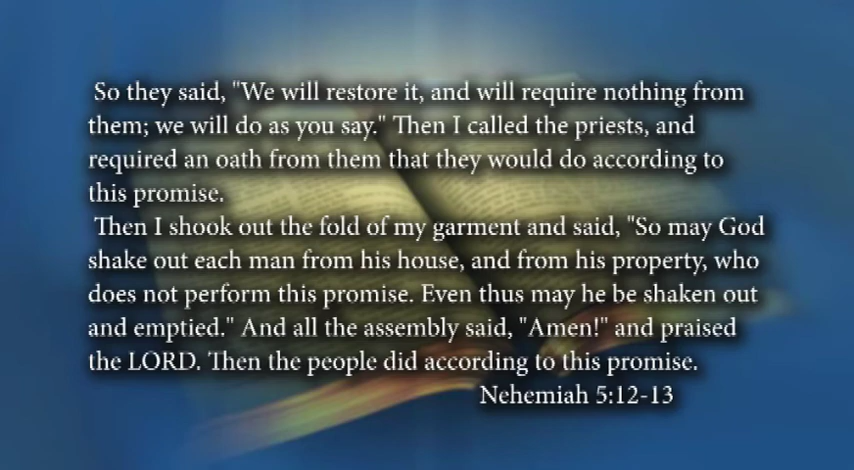 So they said, "We will restore it, and will require nothing from
them; we will do as you say." Then I called the priests, and
required an oath from them that they would do according to
this promise.
Then I shook out the fold of my garment and said, "So may God
shake out each man from his house, and from his property, who
does not perform this promise. Even thus may he be shaken out
and emptied." And all the assembly said, "Amen!" and praised
the LORD. Then the people did according to this promise.
Nehemiah 5:12-13